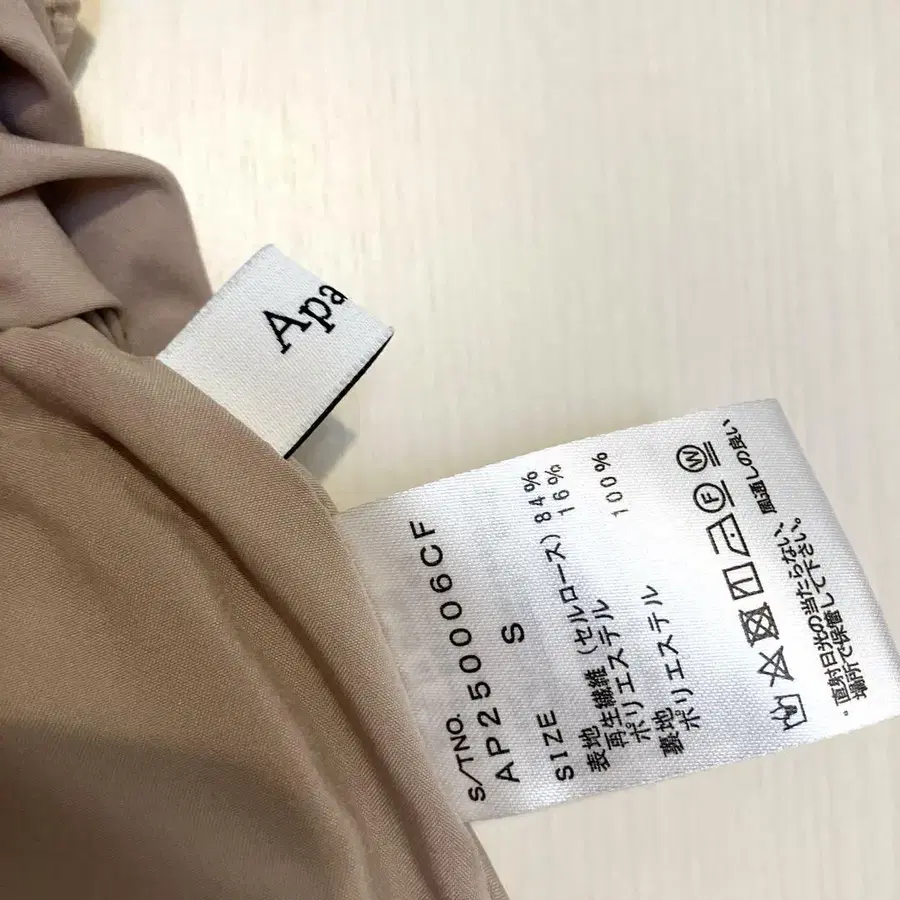 Apa
S/TNO.
AP250006CF
SIZE S
表地
再生繊維(セルロース) 84%
ポリエステル 16%
裏地
ポリエステル 100%
F W
・直射日光の当たらない、風通しの良い
場所で保管して下さい。